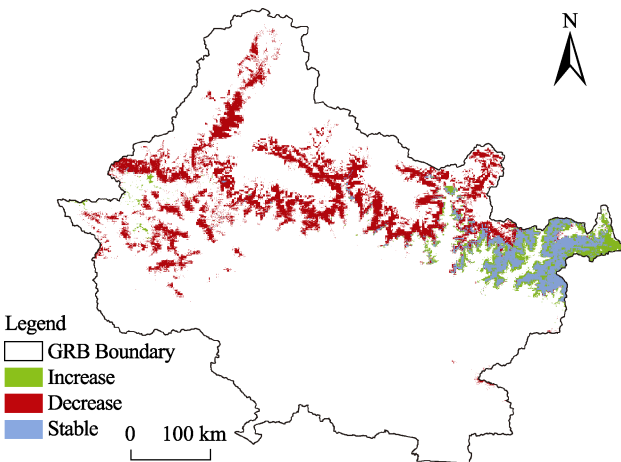 N
Legend
GRB Boundary
Increase
Decrease
Stable
0 100 km